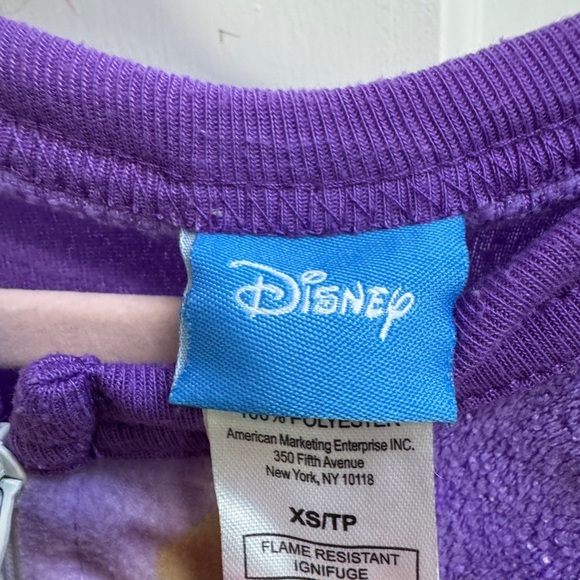 Disney
100% POLYESTER
American Marketing Enterprise INC.
350 Fifth Avenue
New York, NY 10118
XS/TP
FLAME RESISTANT
IGNIFUGE